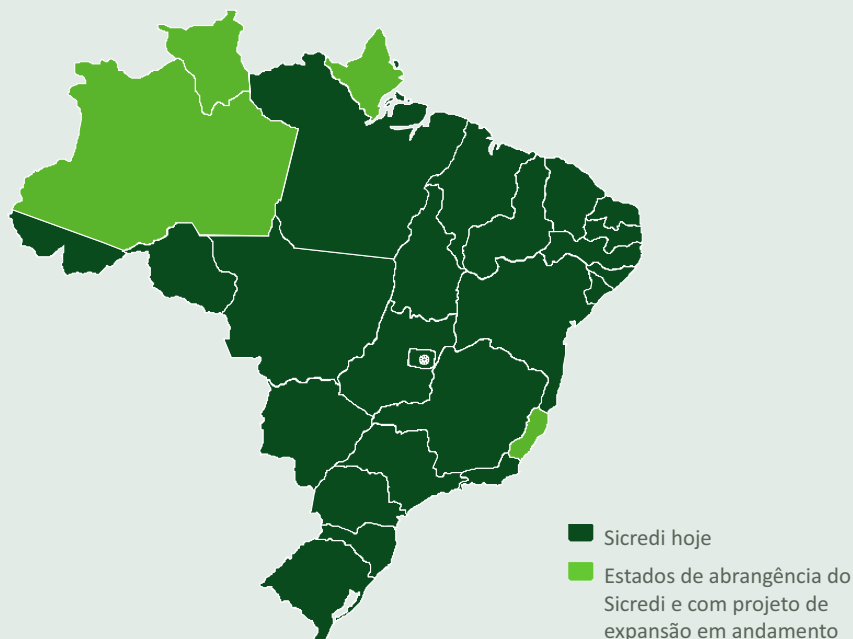 Sicredi hoje
Estados de abrangência do
Sicredi e com projeto de
expansão em andamento